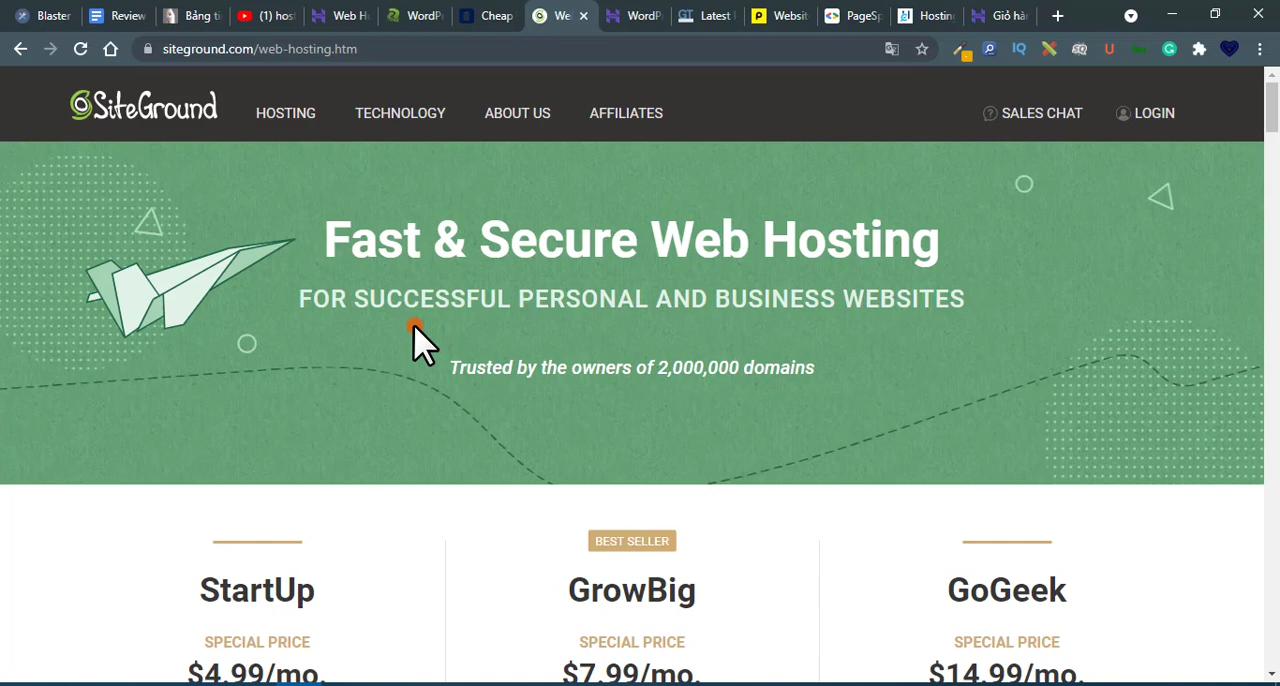 Blaster
Review
Bảng ti
(1) hos
Web H
WordP
Cheap
We
WordP
Latest
Websit
PageSp
Hosting
Giỏ hà
siteground.com/web-hosting.htm
SiteGround
HOSTING
TECHNOLOGY
ABOUT US
AFFILIATES
SALES CHAT
LOGIN
Fast & Secure Web Hosting
FOR SUCCESSFUL PERSONAL AND BUSINESS WEBSITES
Trusted by the owners of 2,000,000 domains
BEST SELLER
StartUp
GrowBig
GoGeek
SPECIAL PRICE
SPECIAL PRICE
SPECIAL PRICE
$4.99/mo.
$7.99/mo.
$14.99/mo.